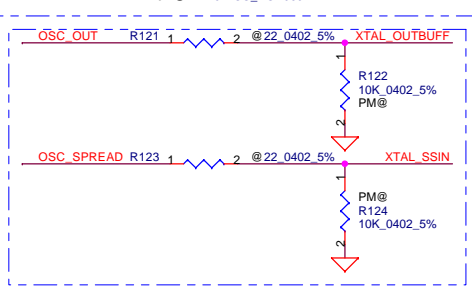 OSC_OUT R121 1 2 @22_0402_5% XTAL_OUTBUFF
1
R122
10K_0402_5%
PM@
2
OSC_SPREAD R123 1 2 @22_0402_5% XTAL_SSIN
1
PM@
R124
10K_0402_5%
2